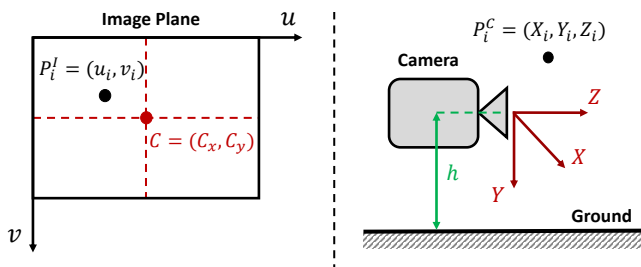 Image Plane
u
P_i^I = (u_i, v_i)
C = (C_x, C_y)
v
P_i^C = (X_i, Y_i, Z_i)
Camera
Z
X
h
Y
Ground